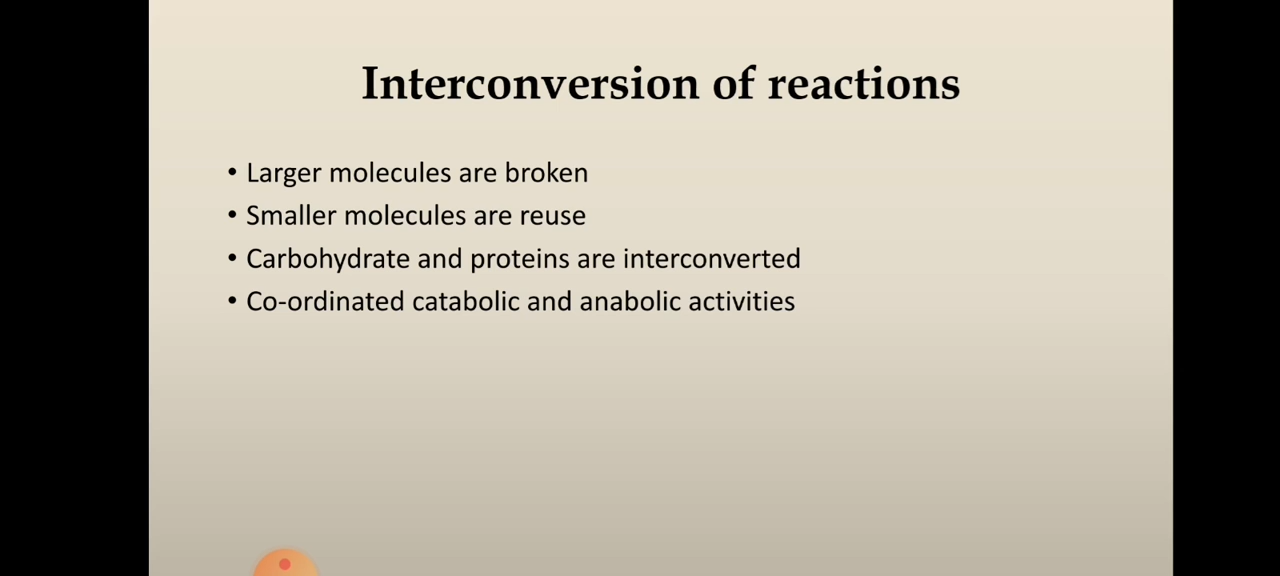 Interconversion of reactions
• Larger molecules are broken
• Smaller molecules are reuse
• Carbohydrate and proteins are interconverted
• Co-ordinated catabolic and anabolic activities